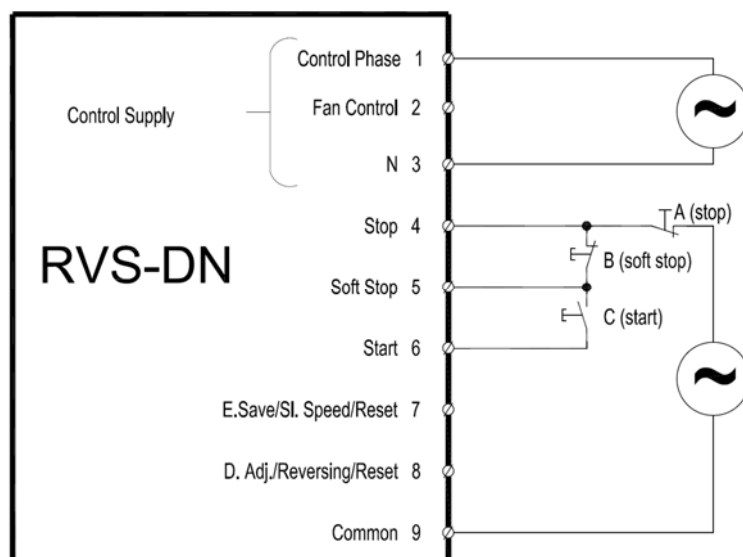 Control Phase 1
Control Supply
Fan Control 2
N 3
Stop 4
A (stop)
RVS-DN
B (soft stop)
Soft Stop 5
C (start)
Start 6
E.Save/Sl. Speed/Reset 7
D. Adj./Reversing/Reset 8
Common 9